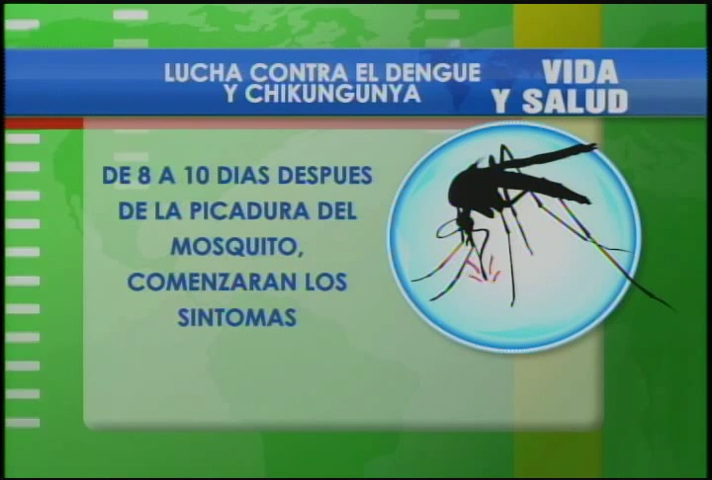 LUCHA CONTRA EL DENGUE
Y CHIKUNGUNYA
VIDA
Y SALUD
DE 8 A 10 DIAS DESPUES
DE LA PICADURA DEL
MOSQUITO,
COMENZARAN LOS
SINTOMAS